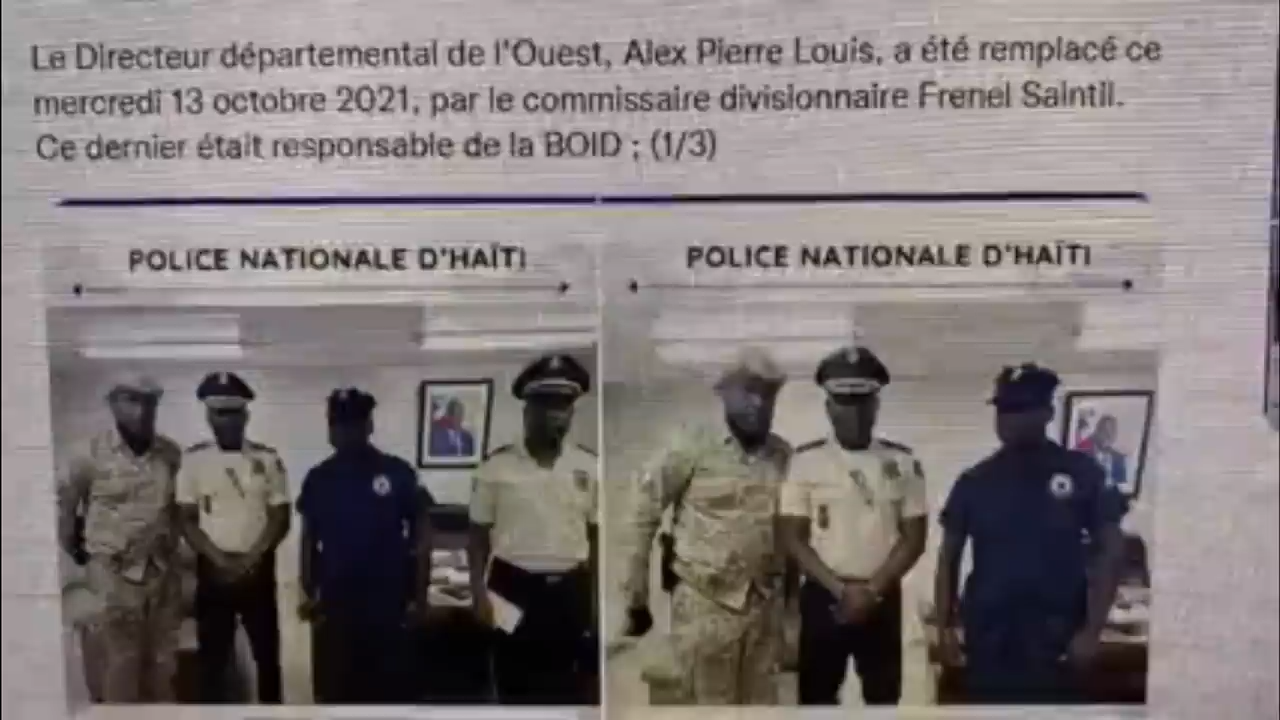 Le Directeur départemental de l'Ouest, Alex Pierre Louis, a été remplacé ce
mercredi 13 octobre 2021, par le commissaire divisionnaire Frenel Saintil.
Ce dernier était responsable de la BOID ; (1/3)
POLICE NATIONALE D'HAÏTI
POLICE NATIONALE D'HAÏTI